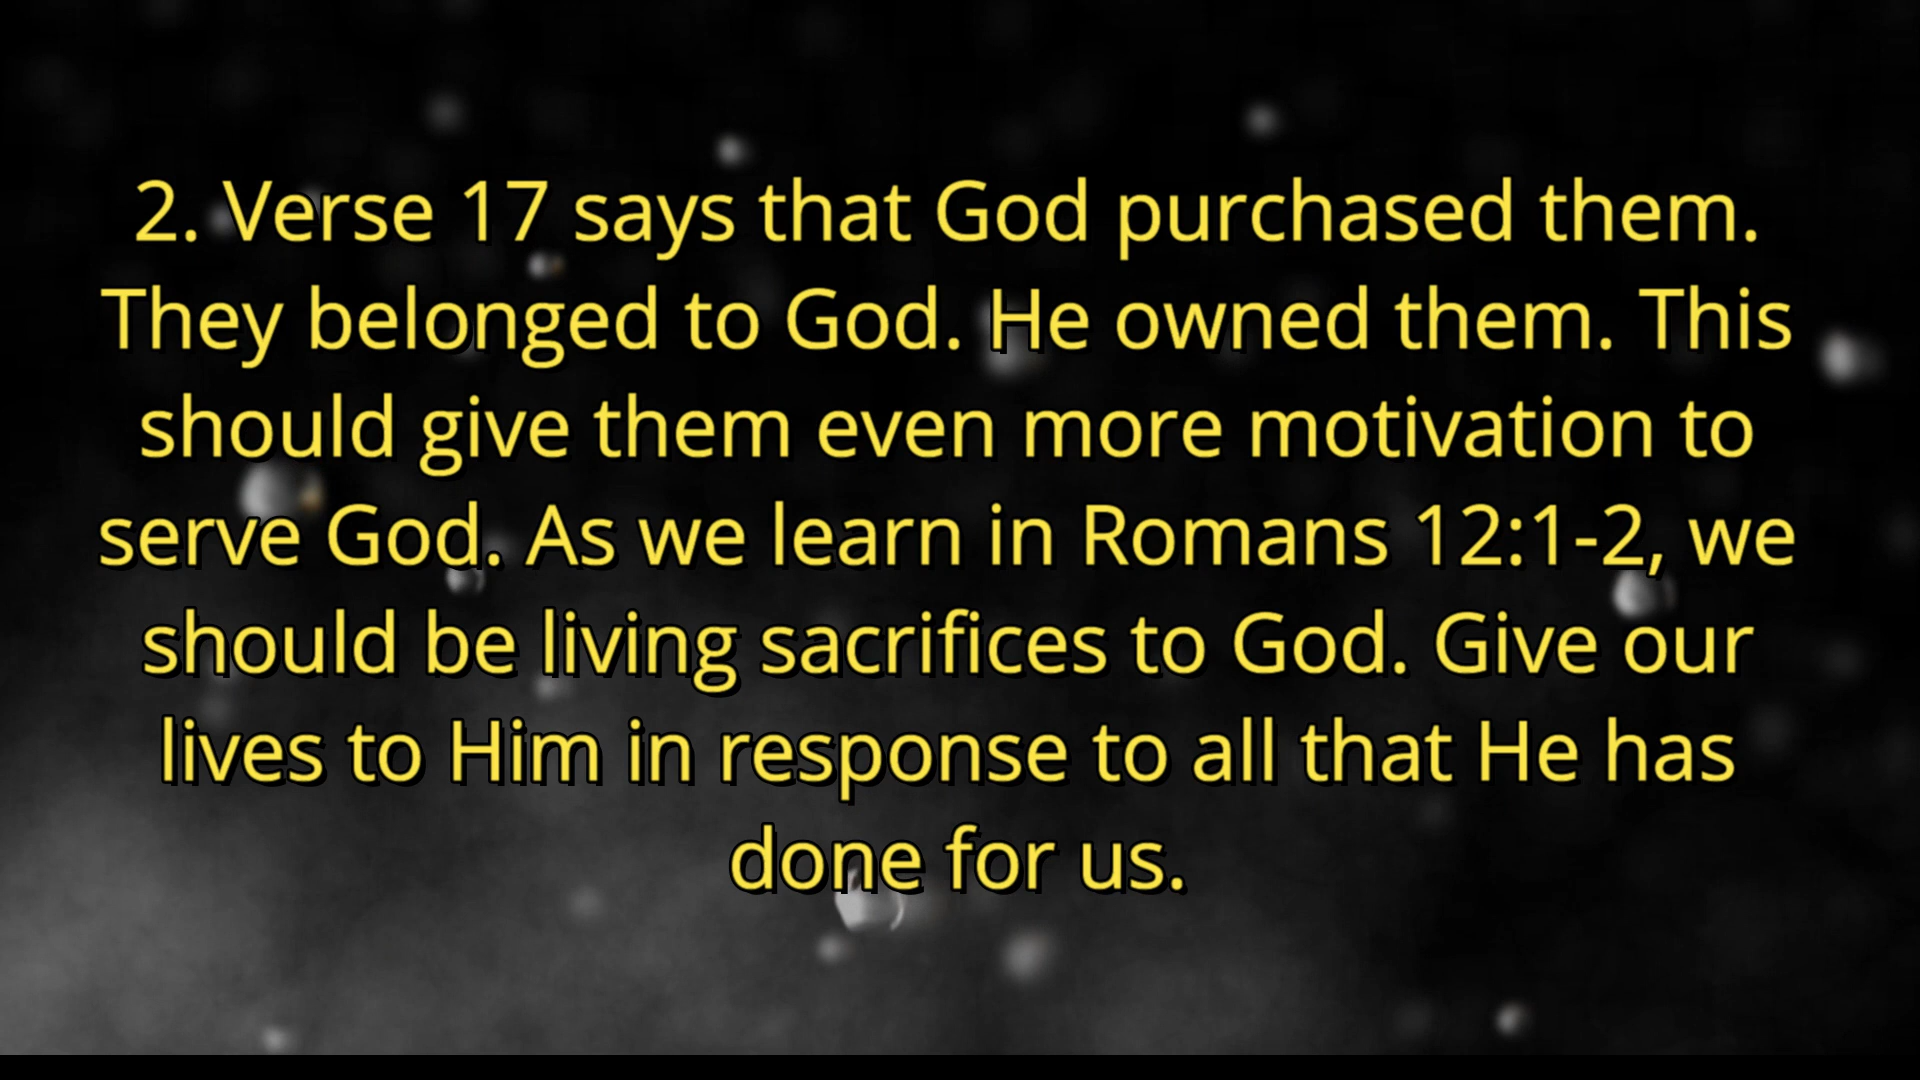 2. Verse 17 says that God purchased them.
They belonged to God. He owned them. This
should give them even more motivation to
serve God. As we learn in Romans 12:1-2, we
should be living sacrifices to God. Give our
lives to Him in response to all that He has
done for us.